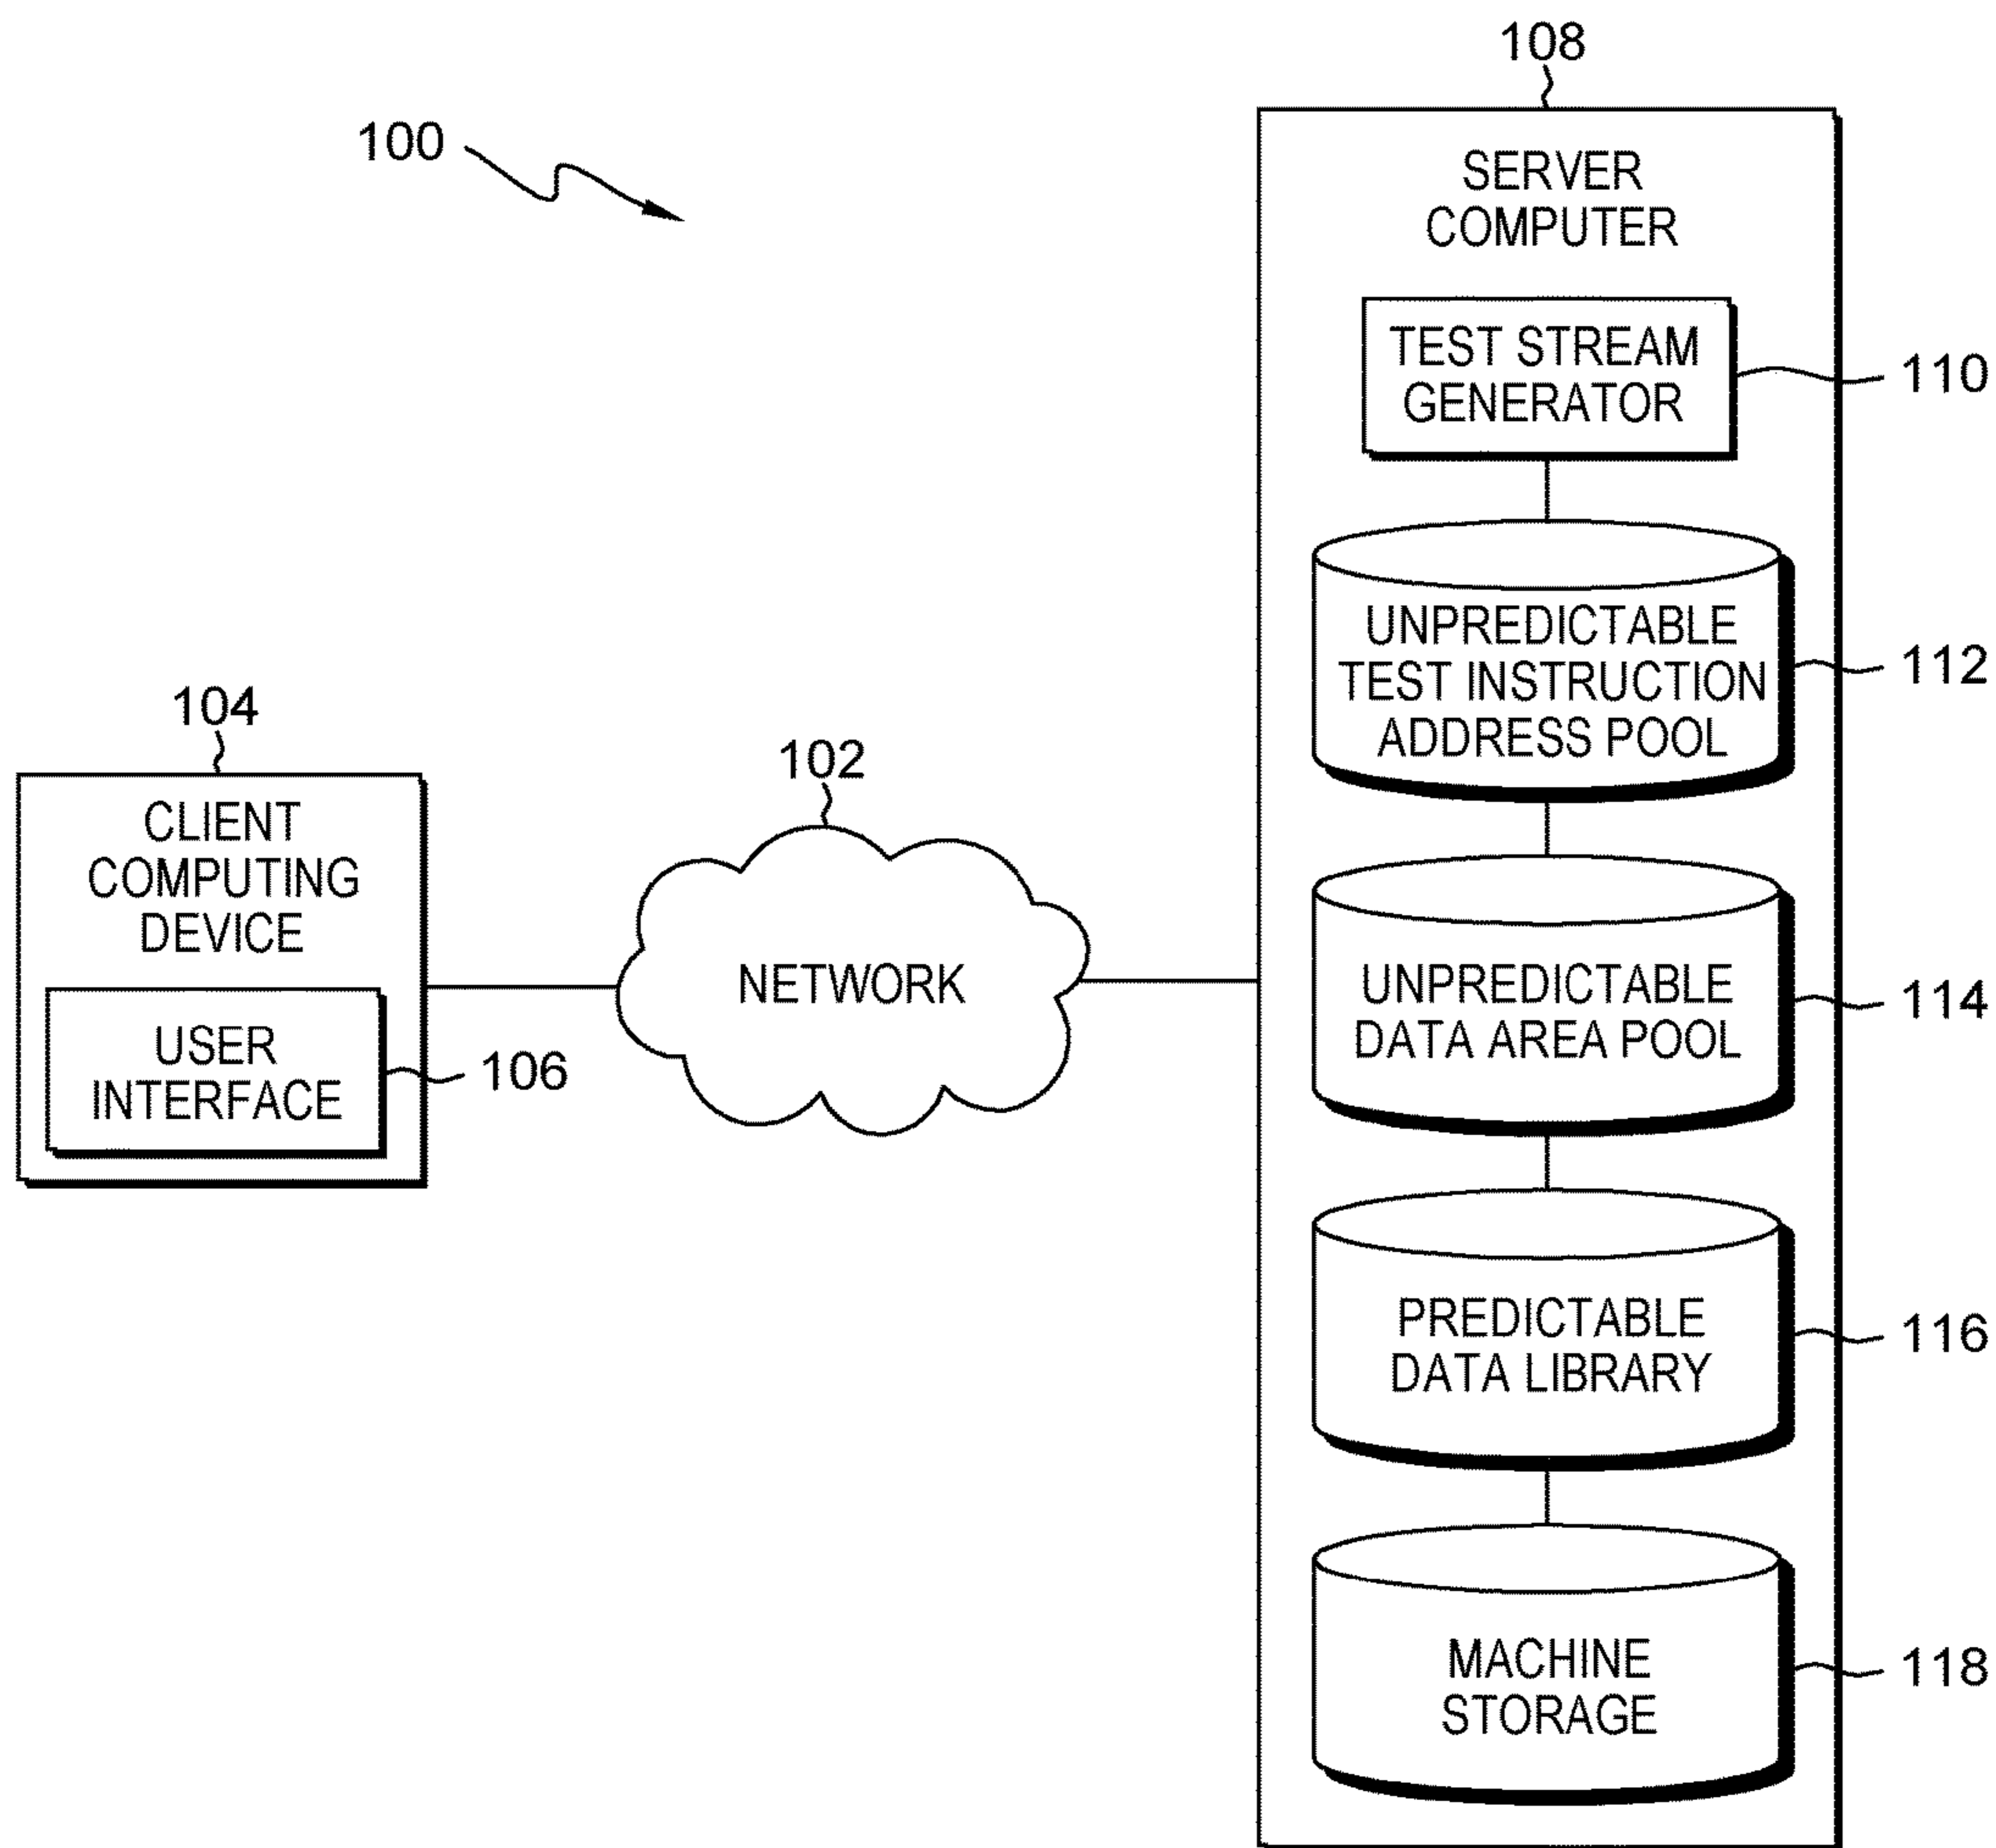 108
100
SERVER
COMPUTER
TEST STREAM
GENERATOR
110
UNPREDICTABLE
TEST INSTRUCTION
ADDRESS POOL
112
104
CLIENT
COMPUTING
DEVICE
USER
INTERFACE
106
102
NETWORK
UNPREDICTABLE
DATA AREA POOL
114
PREDICTABLE
DATA LIBRARY
116
MACHINE
STORAGE
118